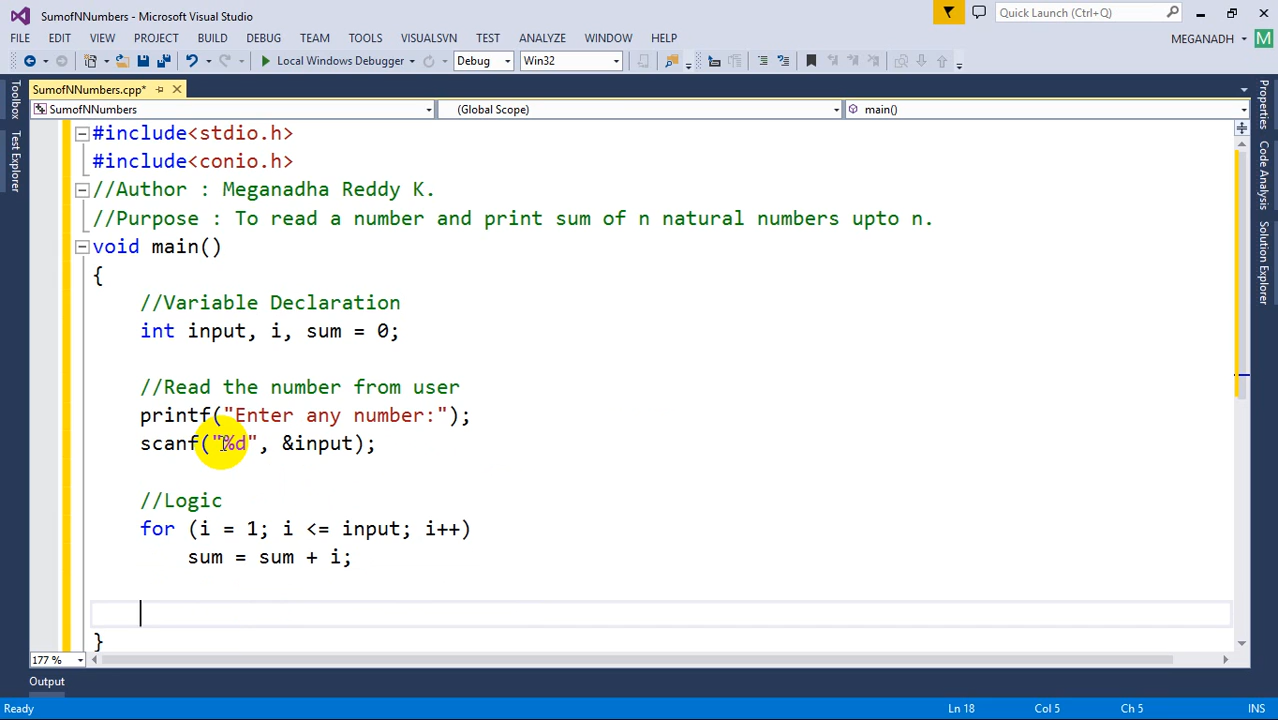 SumofNNumbers - Microsoft Visual Studio
Quick Launch (Ctrl+Q)
FILE EDIT VIEW PROJECT BUILD DEBUG TEAM TOOLS VISUALSVN TEST ANALYZE WINDOW HELP MEGANADH M
Local Windows Debugger Debug Win32
SumofNNumbers.cpp*
SumofNNumbers (Global Scope) main()
Toolbox
Test Explorer
#include<stdio.h>
#include<conio.h>
//Author : Meganadha Reddy K.
//Purpose : To read a number and print sum of n natural numbers upto n.
void main()
{
//Variable Declaration
int input, i, sum = 0;
//Read the number from user
printf("Enter any number:");
scanf("%d", &input);
//Logic
for (i = 1; i <= input; i++)
sum = sum + i;
}
Properties
Code Analysis
Solution Explorer
177 %
Output
Ready Ln 18 Col 5 Ch 5 INS